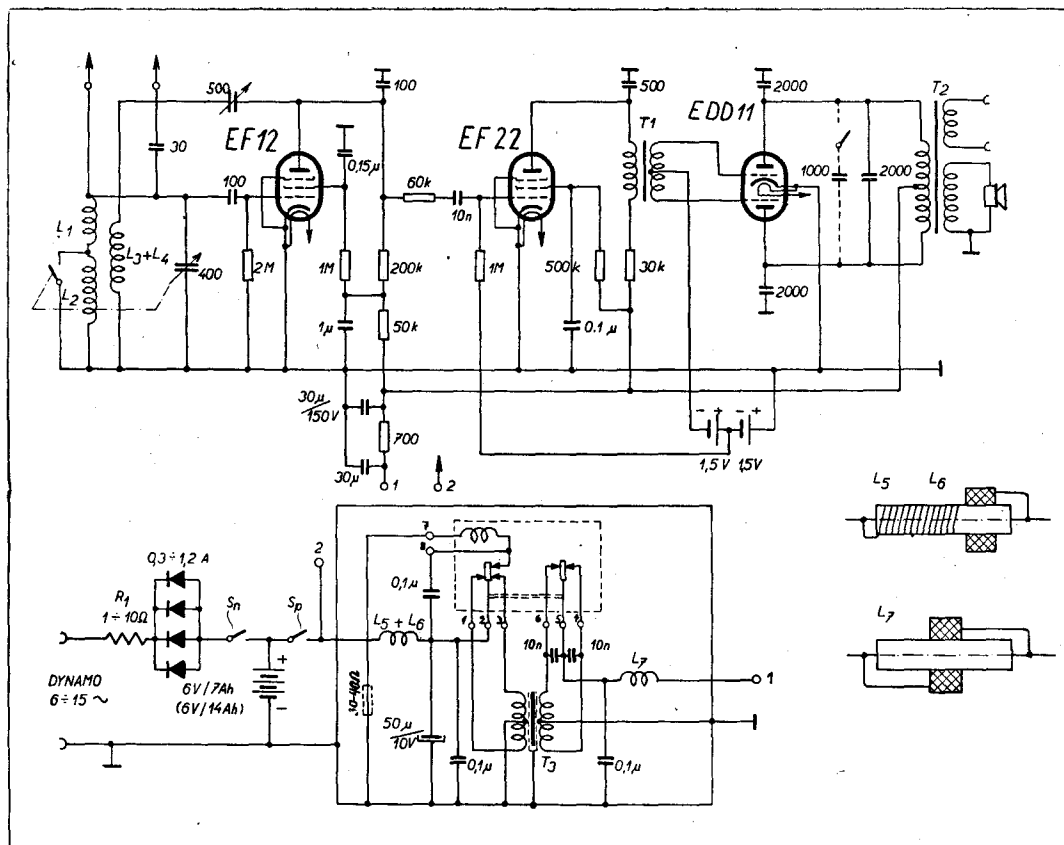 500
100
500
2000
T2
EDD11
T1
EF12
EF22
30
0,15µ
100
60k
10n
1000
2000
L1
L3+L4
400
2M
1M
200k
1M
500k
30k
L2
1µ
50k
0.1µ
2000
30µ
/150V
700
- + - +
1,5V 1,5V
30µ
1
2
L5 L6
0,3÷1,2 A
2
7
8
R1
1÷10Ω
Sn
Sp
0,1µ
L5 + L6
1 2 3
6 5 4
10n 10n
L7
1
L7
DYNAMO
6÷15 ~
+
6V/7Ah
(6V/14Ah)
-
30-40Ω
50µ
/10V
0,1µ
T3
0,1µ